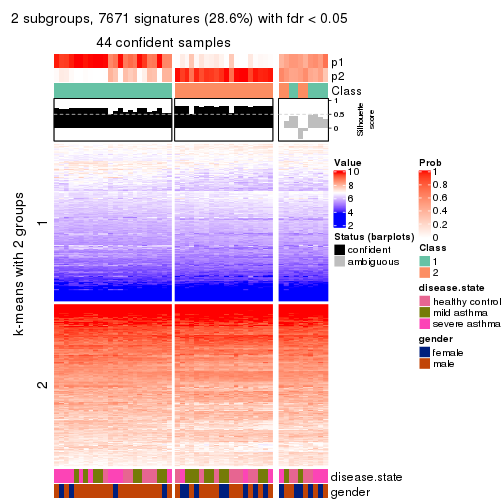 2 subgroups, 7671 signatures (28.6%) with fdr < 0.05
44 confident samples
p1
p2
Class
1
0.5
0
Silhouette
score
k-means with 2 groups
1
2
disease.state
gender
Value
10
8
6
4
2
Status (barplots)
confident
ambiguous
Prob
1
0.8
0.6
0.4
0.2
0
Class
1
2
disease.state
healthy control
mild asthma
severe asthma
gender
female
male